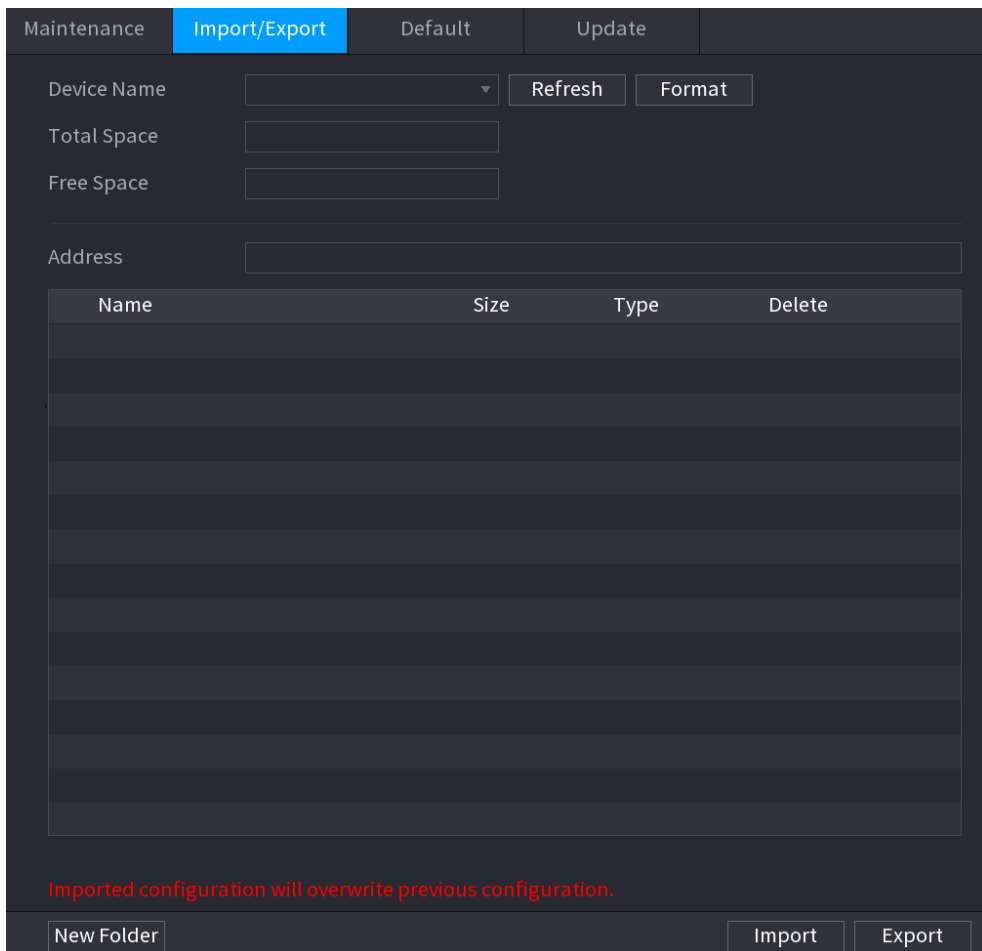 Maintenance Import/Export Default Update
Device Name Refresh Format
Total Space
Free Space
Address
Name Size Type Delete
Imported configuration will overwrite previous configuration.
New Folder Import Export